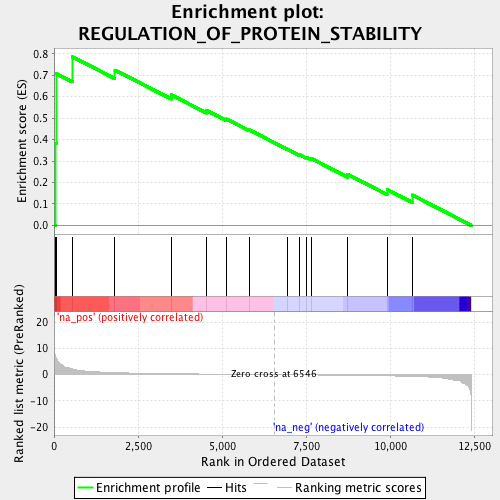 Enrichment plot:
REGULATION_OF_PROTEIN_STABILITY
Enrichment score (ES)
0.8
0.7
0.6
0.5
0.4
0.3
0.2
0.1
0.0
'na_pos' (positively correlated)
Ranked list metric (PreRanked)
20
10
0
-10
-20
Zero cross at 6546
'na_neg' (negatively correlated)
0
2,500
5,000
7,500
10,000
12,500
Rank in Ordered Dataset
Enrichment profile
Hits
Ranking metric scores